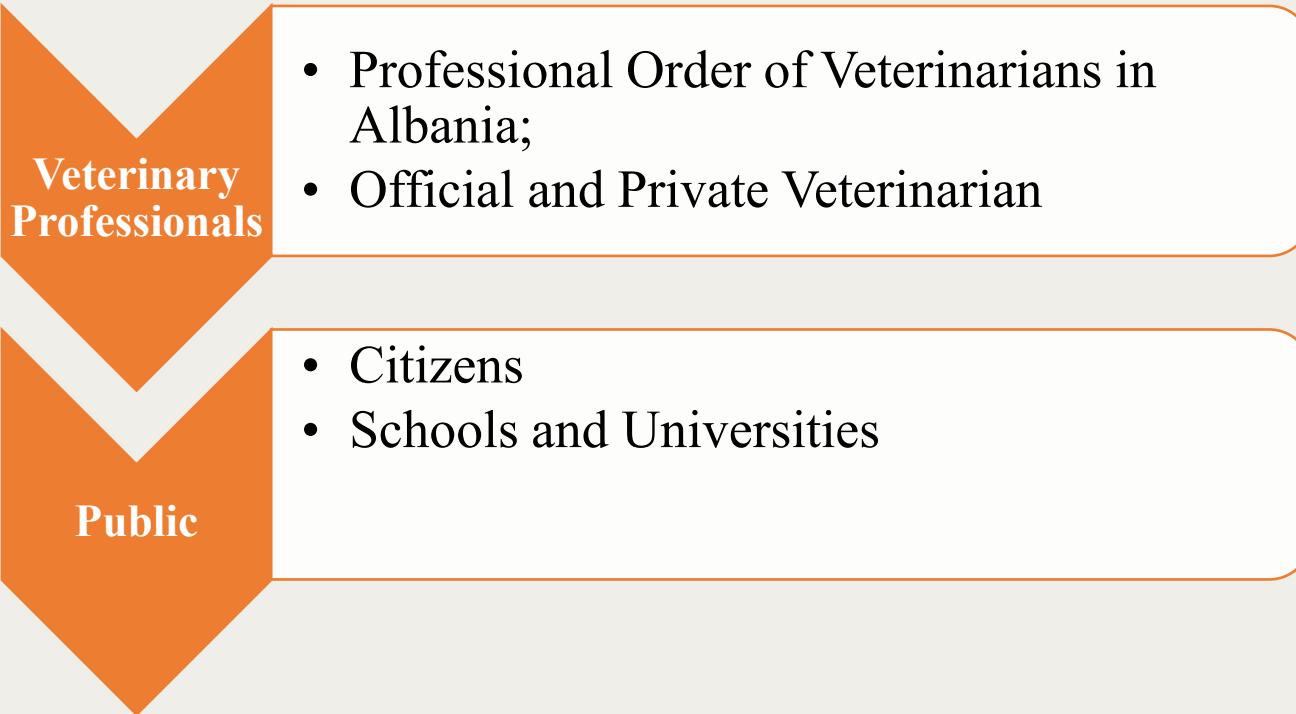 Veterinary
Professionals
• Professional Order of Veterinarians in
Albania;
• Official and Private Veterinarian
Public
• Citizens
• Schools and Universities